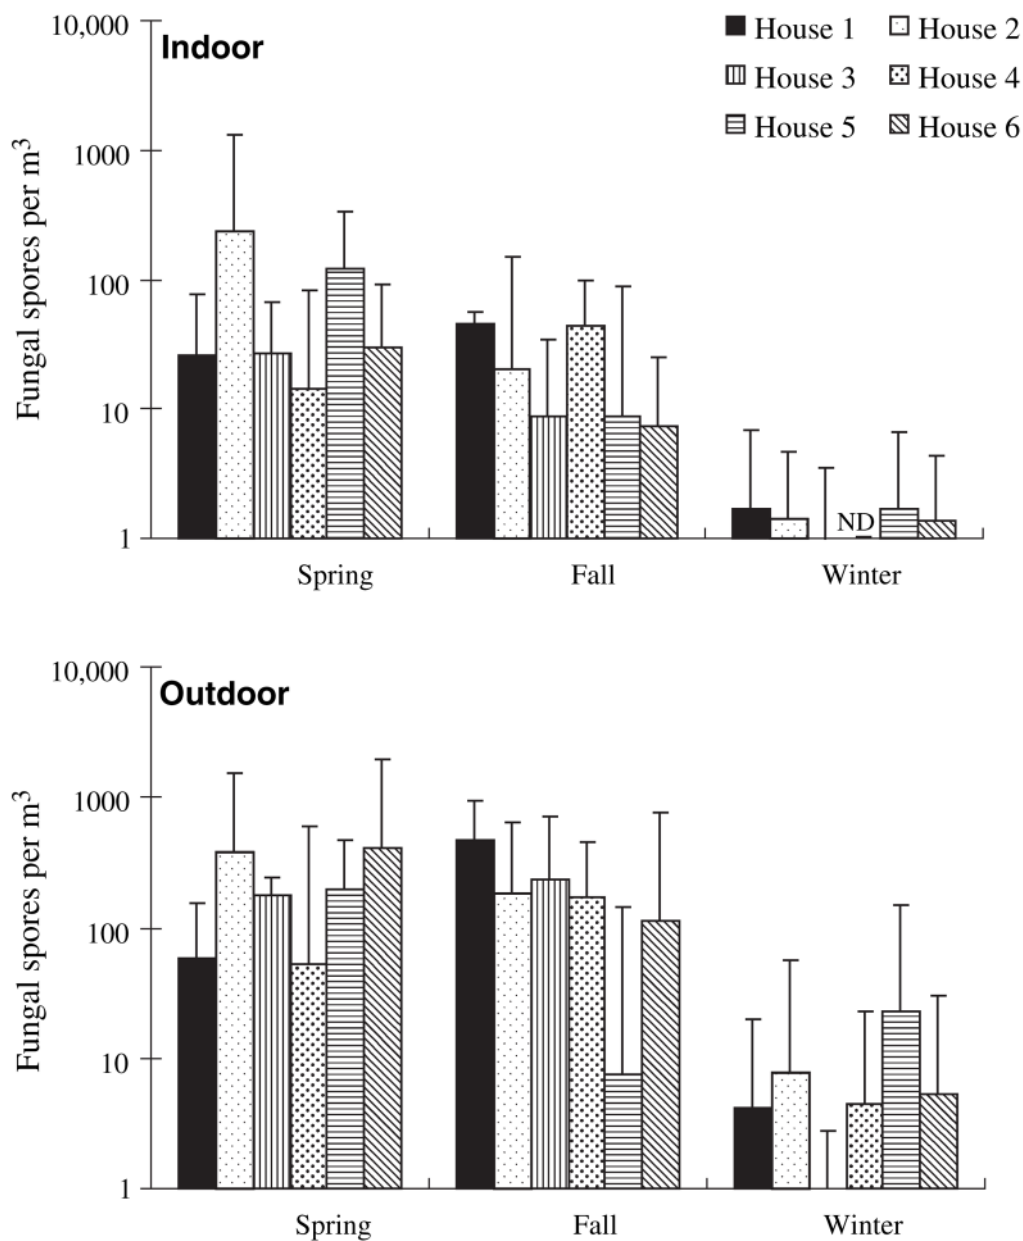 10,000
Indoor
House 1
House 2
House 3
House 4
House 5
House 6
1000
100
10
1
Fungal spores per m3
ND
Spring
Fall
Winter
10,000
Outdoor
1000
100
10
1
Fungal spores per m3
Spring
Fall
Winter